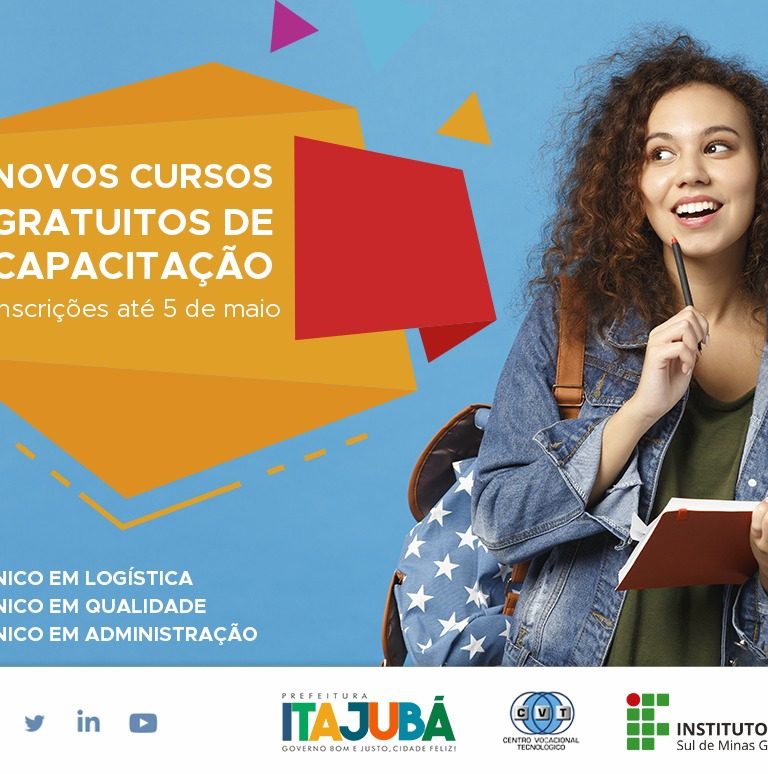 NOVOS CURSOS
GRATUITOS DE
CAPACITAÇÃO
nscrições até 5 de maio
NICO EM LOGÍSTICA
NICO EM QUALIDADE
NICO EM ADMINISTRAÇÃO
in
PREFEITURA
ITAJUBÁ
GOVERNO BOM E JUSTO, CIDADE FELIZ!
CVT
CENTRO VOCACIONAL
TECNOLÓGICO
INSTITUTO
Sul de Minas G